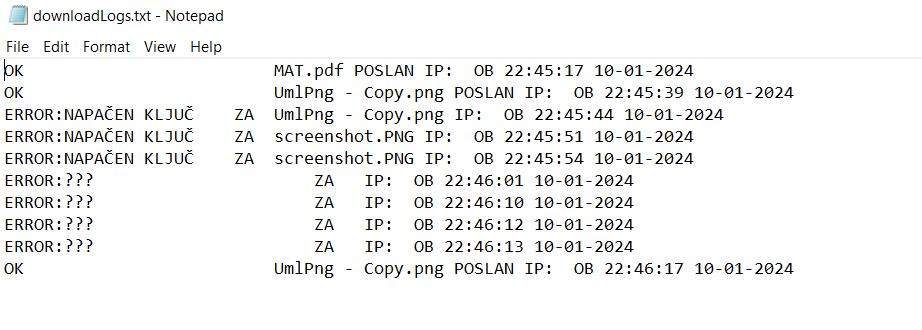 downloadLogs.txt - Notepad
File Edit Format View Help
OK MAT.pdf POSLAN IP: OB 22:45:17 10-01-2024
OK UmlPng - Copy.png POSLAN IP: OB 22:45:39 10-01-2024
ERROR:NAPAČEN KLJUČ ZA UmlPng - Copy.png IP: OB 22:45:44 10-01-2024
ERROR:NAPAČEN KLJUČ ZA screenshot.PNG IP: OB 22:45:51 10-01-2024
ERROR:NAPAČEN KLJUČ ZA screenshot.PNG IP: OB 22:45:54 10-01-2024
ERROR:??? ZA IP: OB 22:46:01 10-01-2024
ERROR:??? ZA IP: OB 22:46:10 10-01-2024
ERROR:??? ZA IP: OB 22:46:12 10-01-2024
ERROR:??? ZA IP: OB 22:46:13 10-01-2024
OK UmlPng - Copy.png POSLAN IP: OB 22:46:17 10-01-2024